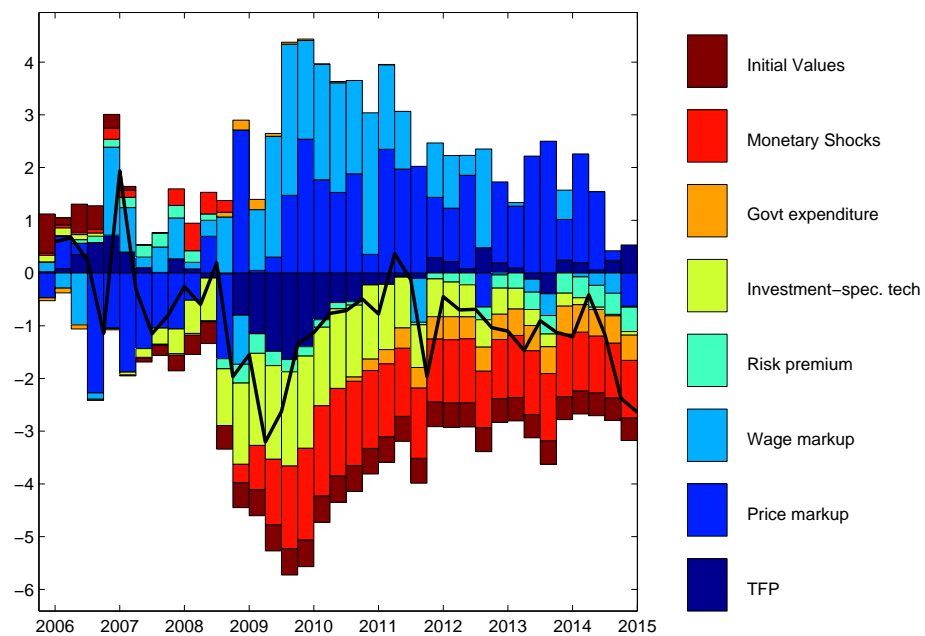 4
3
2
1
0
−1
−2
−3
−4
−5
−6
2006 2007 2008 2009 2010 2011 2012 2013 2014 2015
Initial Values
Monetary Shocks
Govt expenditure
Investment−spec. tech
Risk premium
Wage markup
Price markup
TFP